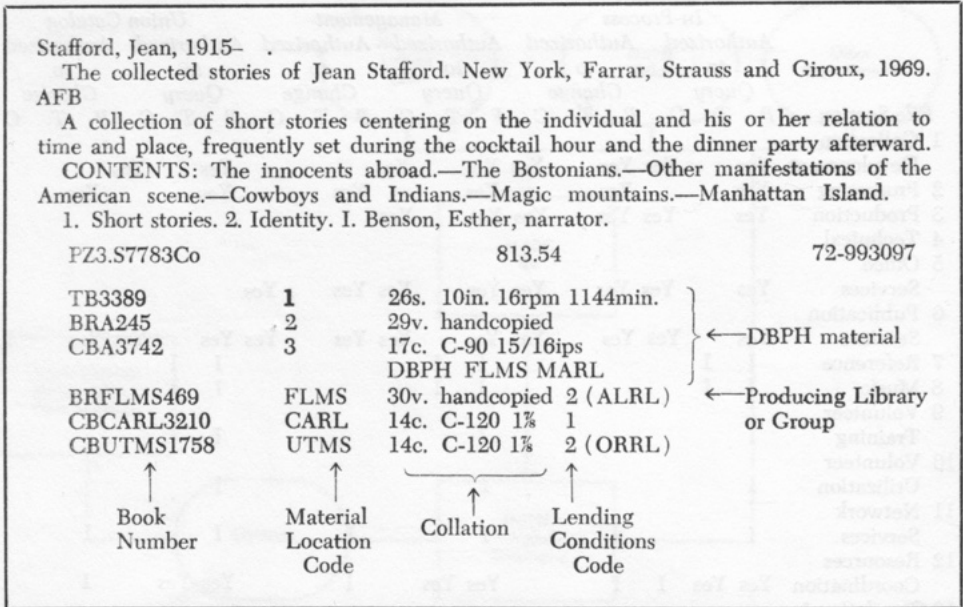 Stafford, Jean, 1915– .
The collected stories of Jean Stafford. New York, Farrar, Strauss and Giroux, 1969.
AFB
A collection of short stories centering on the individual and his or her relation to
time and place, frequently set during the cocktail hour and the dinner party afterward.
CONTENTS: The innocents abroad.—The Bostonians.—Other manifestations of the
American scene.—Cowboys and Indians.—Magic mountains.—Manhattan Island.
1. Short stories. 2. Identity. I. Benson, Esther, narrator.
PZ3.S7783Co 813.54 72-993097
TB3389 1 26s. 10in. 16rpm 1144min.
BRA245 2 29v. handcopied
CBA3742 3 17c. C-90 15/16ips
DBPH FLMS MARL
←DBPH material
BRFLMS469 FLMS 30v. handcopied 2 (ALRL) ←Producing Library
or Group
CBCARL3210 CARL 14c. C-120 1⅞ 1
CBUTMS1758 UTMS 14c. C-120 1⅞ 2 (ORRL)
Book
Number
Material
Location
Code
Collation
Lending
Conditions
Code